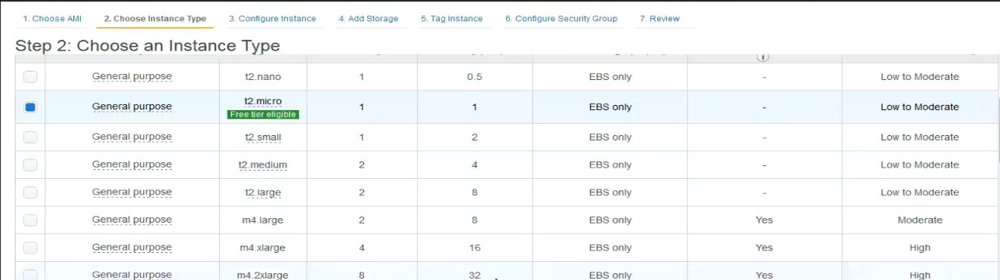 1. Choose AMI 2. Choose Instance Type 3. Configure Instance 4. Add Storage 5. Tag Instance 6. Configure Security Group 7. Review
Step 2: Choose an Instance Type
General purpose t2.nano 1 0.5 EBS only - Low to Moderate
General purpose t2.micro 1 1 EBS only - Low to Moderate
Free tier eligible
General purpose t2.small 1 2 EBS only - Low to Moderate
General purpose t2.medium 2 4 EBS only - Low to Moderate
General purpose t2.large 2 8 EBS only - Low to Moderate
General purpose m4.large 2 8 EBS only Yes Moderate
General purpose m4.xlarge 4 16 EBS only Yes High
General purpose m4.2xlarge 8 32 EBS only Yes High